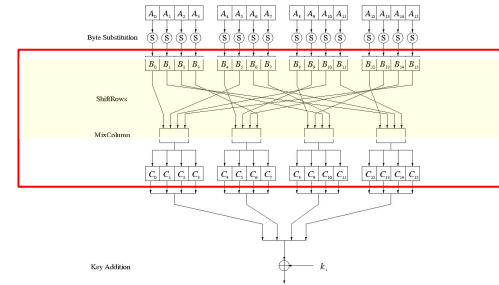 A₀ A₁ A₂ A₃ A₄ A₅ A₆ A₇ A₈ A₉ A₁₀ A₁₁ A₁₂ A₁₃ A₁₄ A₁₅
Byte Substitution S S S S S S S S S S S S S S S S
B₀ B₁ B₂ B₃ B₄ B₅ B₆ B₇ B₈ B₉ B₁₀ B₁₁ B₁₂ B₁₃ B₁₄ B₁₅
ShiftRows
MixColumn
C₀ C₁ C₂ C₃ C₄ C₅ C₆ C₇ C₈ C₉ C₁₀ C₁₁ C₁₂ C₁₃ C₁₄ C₁₅
Key Addition kᵢ